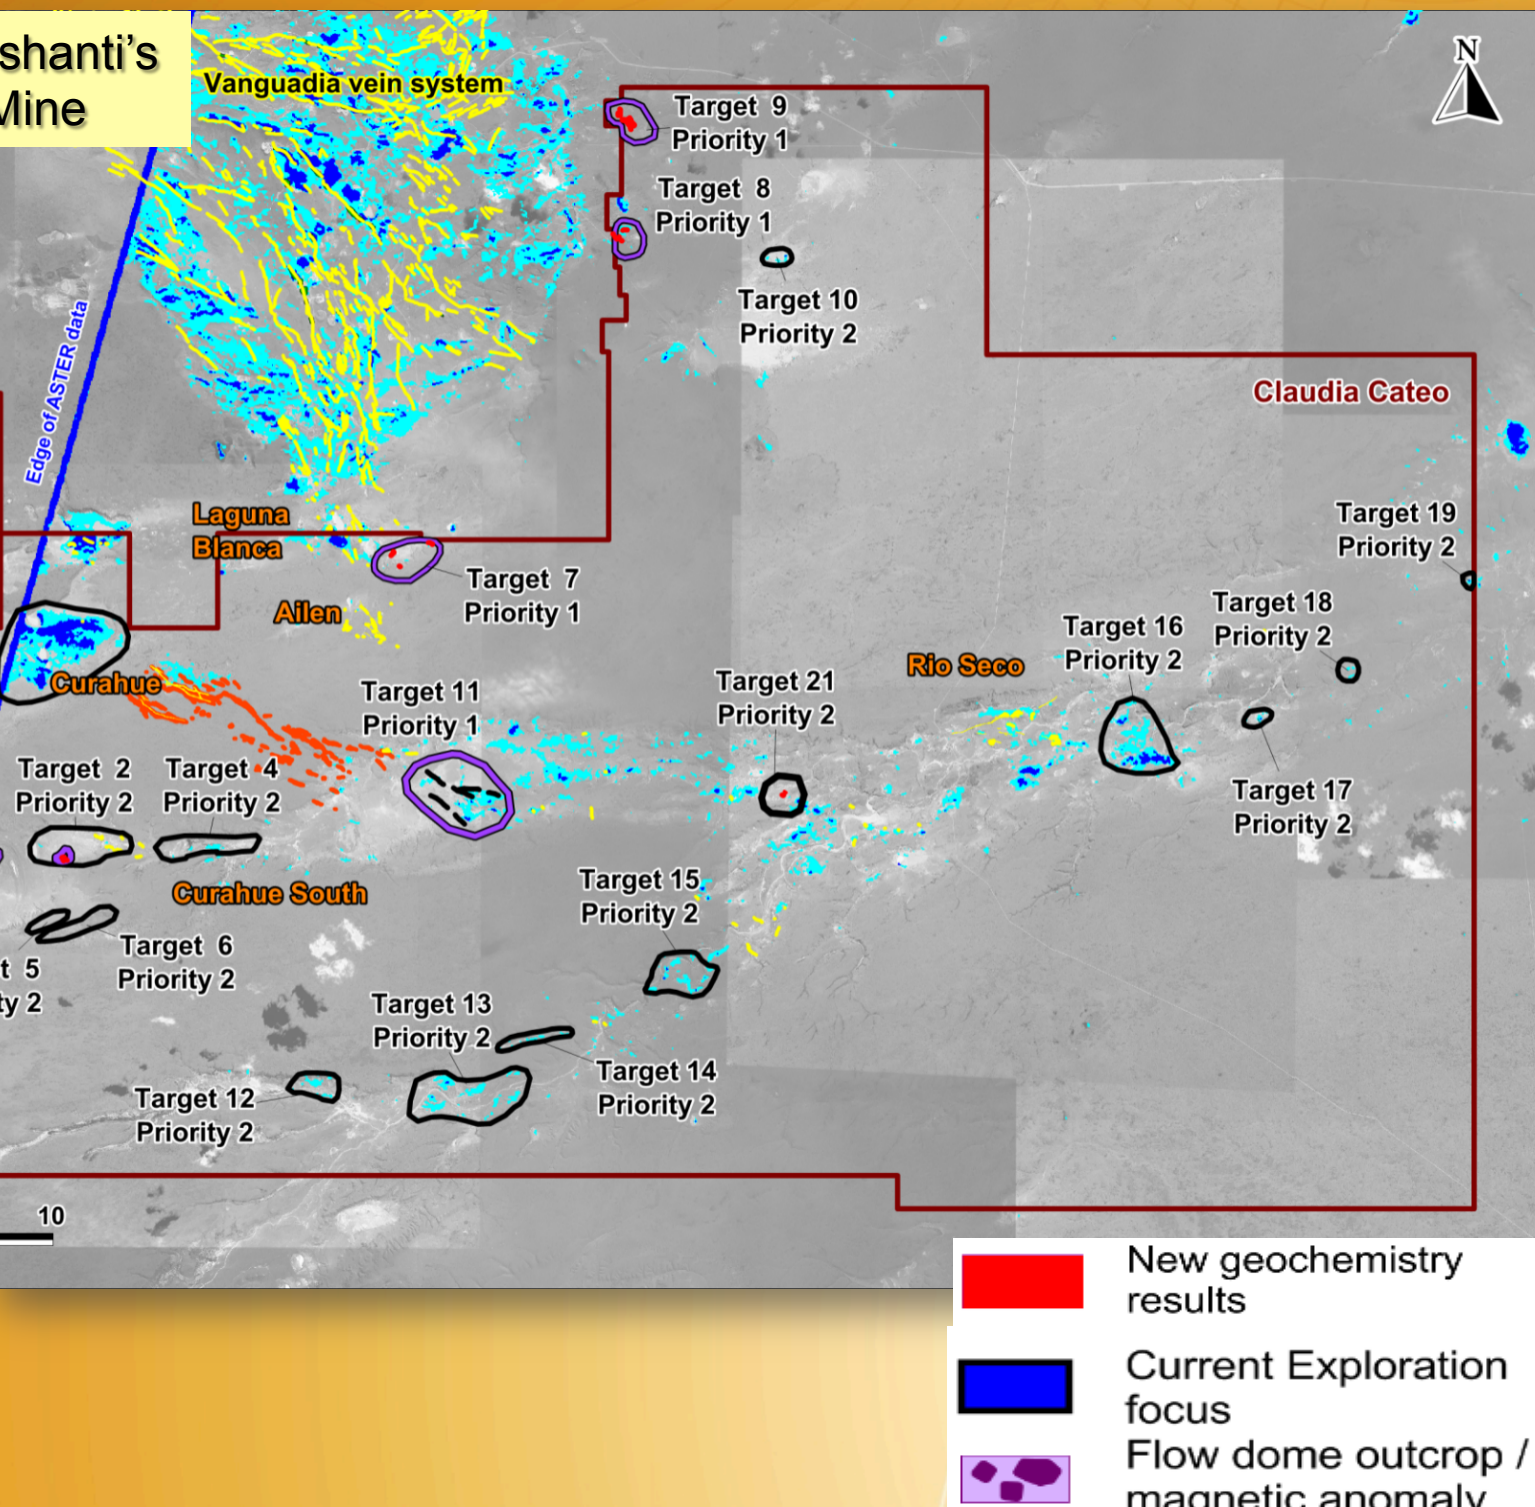 shanti's
Mine
Vanguadia vein system
N
Target 9
Priority 1
Target 8
Priority 1
Target 10
Priority 2
Edge of ASTER data
Claudia Cateo
Laguna
Blanca
Target 19
Priority 2
Target 7
Priority 1
Ailen
Target 18
Priority 2
Target 16
Priority 2
Rio Seco
Curahue
Target 11
Priority 1
Target 21
Priority 2
Target 2
Priority 2
Target 4
Priority 2
Target 17
Priority 2
Curahue South
Target 15
Priority 2
Target 6
Priority 2
t 5
ty 2
Target 13
Priority 2
Target 14
Priority 2
Target 12
Priority 2
10
New geochemistry
results
Current Exploration
focus
Flow dome outcrop /
magnetic anomaly